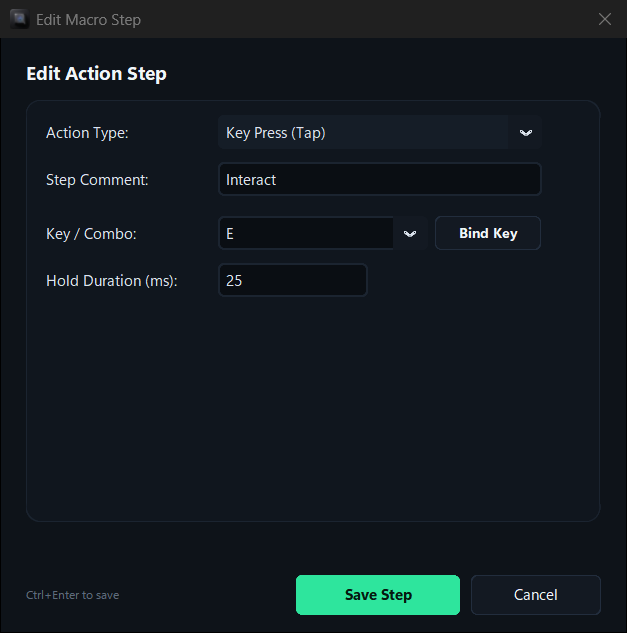 Edit Macro Step
Edit Action Step
Action Type: Key Press (Tap)
Step Comment: Interact
Key / Combo: E Bind Key
Hold Duration (ms): 25
Ctrl+Enter to save Save Step Cancel